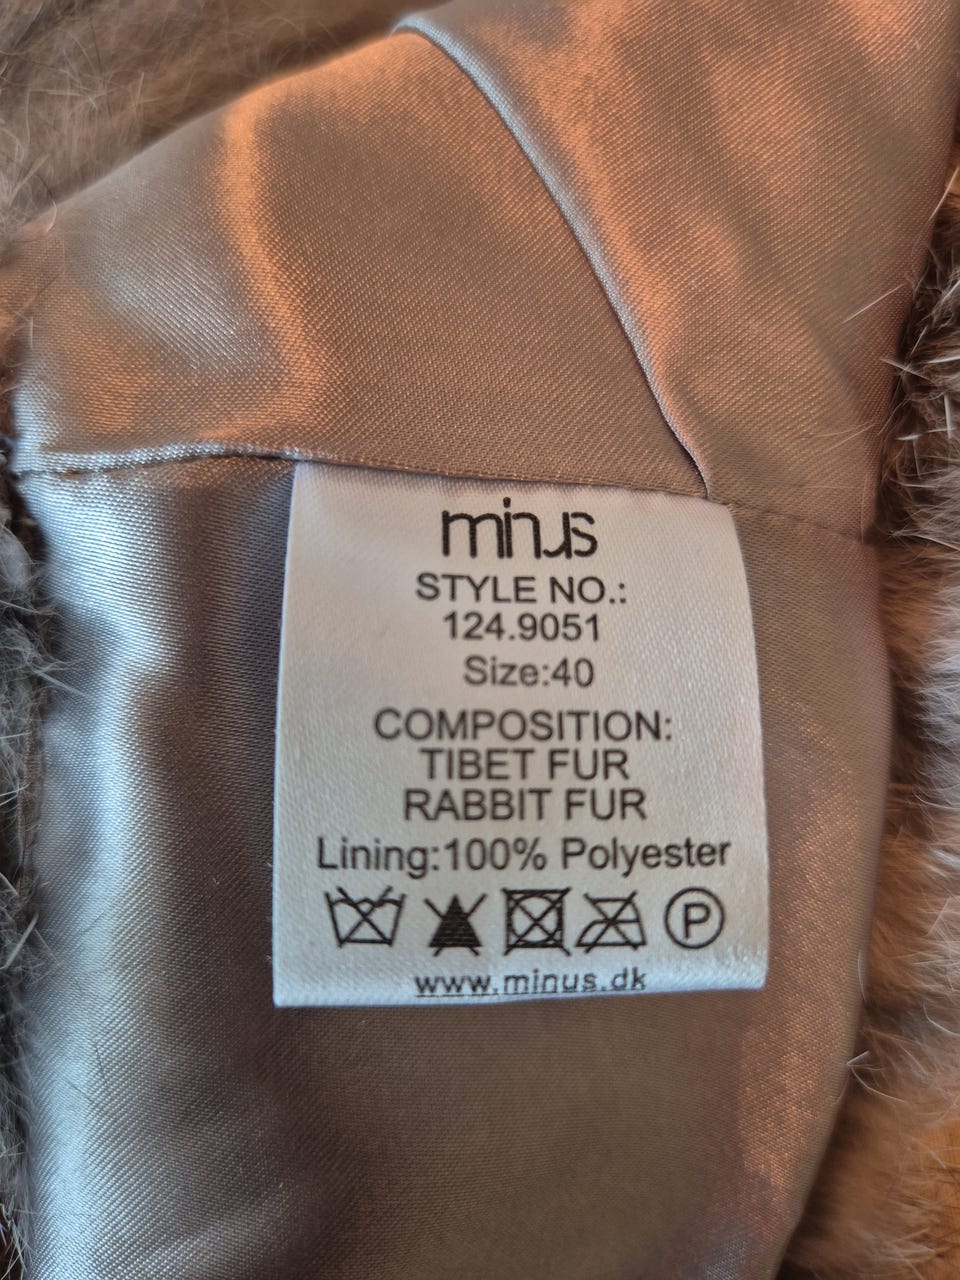 minus
STYLE NO.:
124.9051
Size:40
COMPOSITION:
TIBET FUR
RABBIT FUR
Lining:100% Polyester
P
www.minus.dk